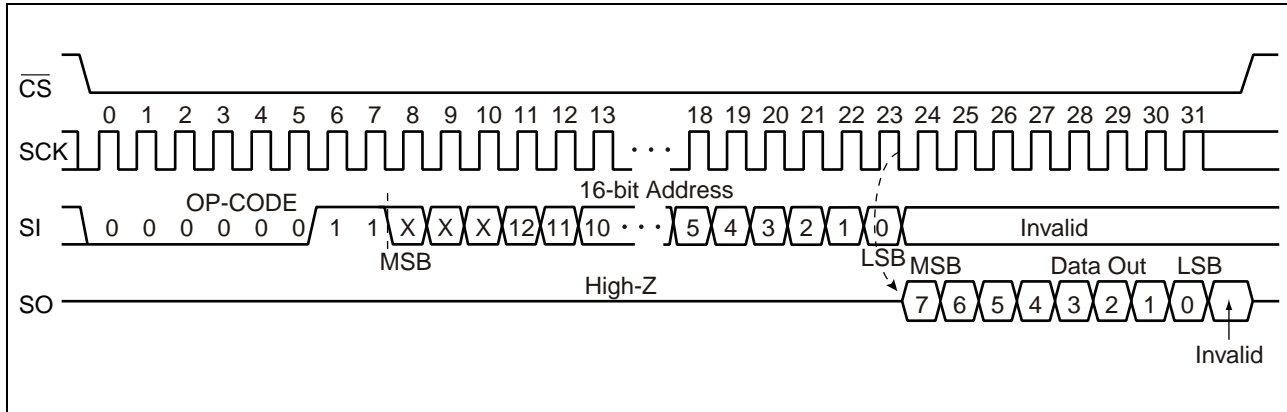 CS
0 1 2 3 4 5 6 7 8 9 10 11 12 13 18 19 20 21 22 23 24 25 26 27 28 29 30 31
SCK
· · ·
OP-CODE
16-bit Address
SI
0 0 0 0 0 0 1 1 X X X 12 11 10 · · · 5 4 3 2 1 0
Invalid
MSB
LSB
MSB
Data Out
LSB
High-Z
SO
7 6 5 4 3 2 1 0
Invalid